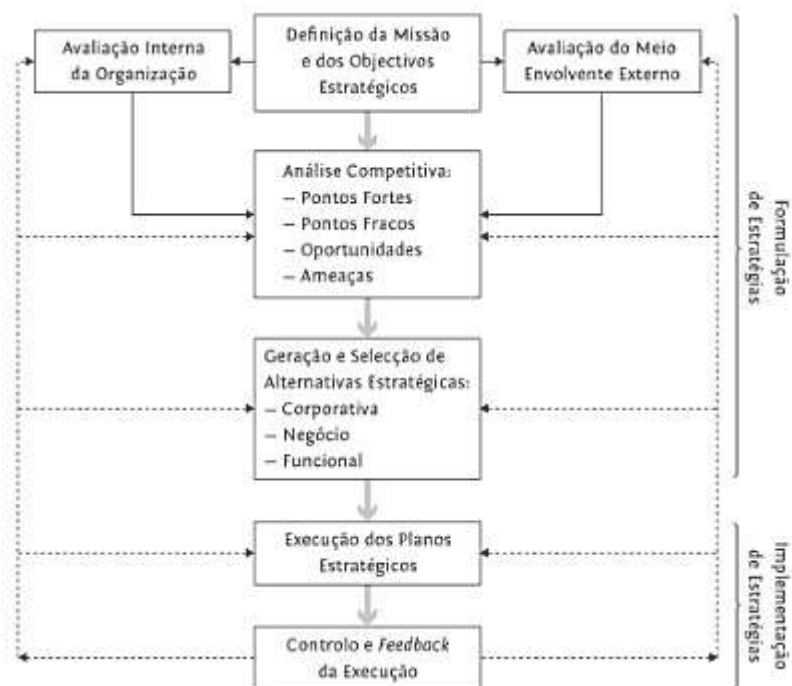 Avaliação Interna
da Organização
Definição da Missão
e dos Objectivos
Estratégicos
Avaliação do Meio
Envolvente Externo
Análise Competitiva:
– Pontos Fortes
– Pontos Fracos
– Oportunidades
– Ameaças
Geração e Selecção de
Alternativas Estratégicas:
– Corporativa
– Negócio
– Funcional
Formulação
de Estratégias
Execução dos Planos
Estratégicos
Controlo e Feedback
da Execução
Implementação
de Estratégias